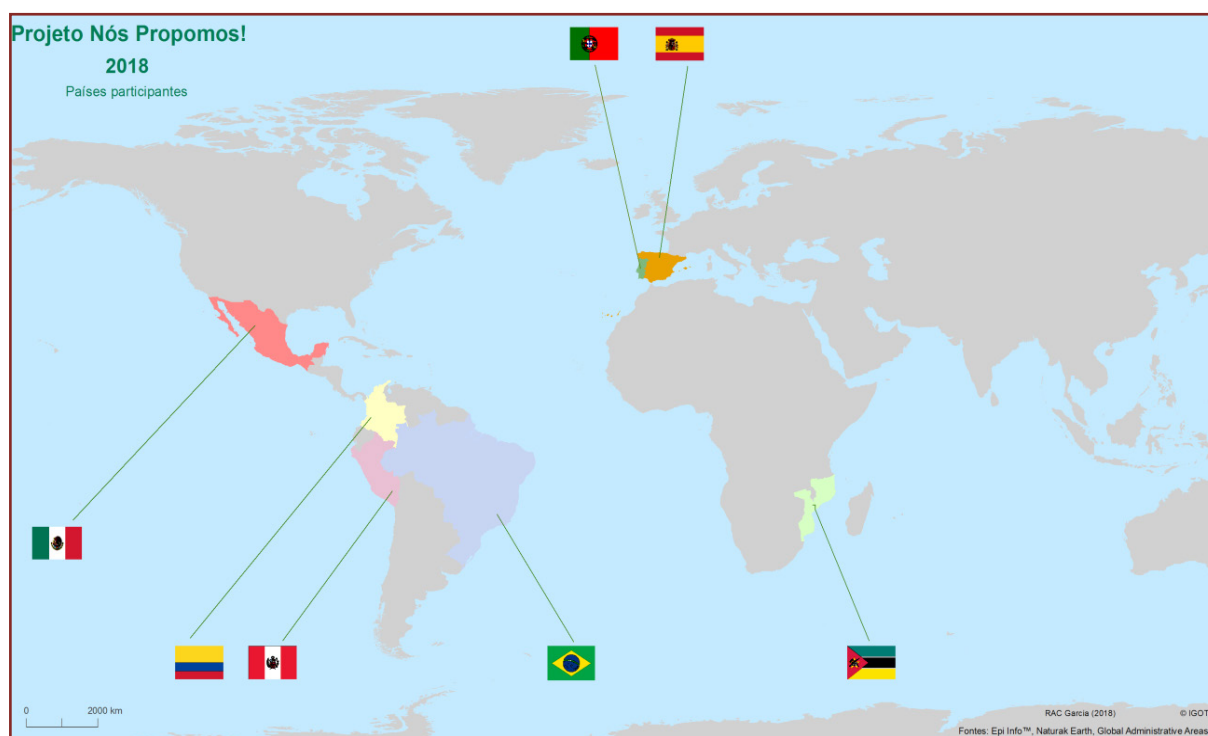 Projeto Nós Propomos!
2018
Países participantes
0 2000 km
RAC Garcia (2018) © IGOT
Fontes: Epi Info™, Naturak Earth, Global Administrative Areas